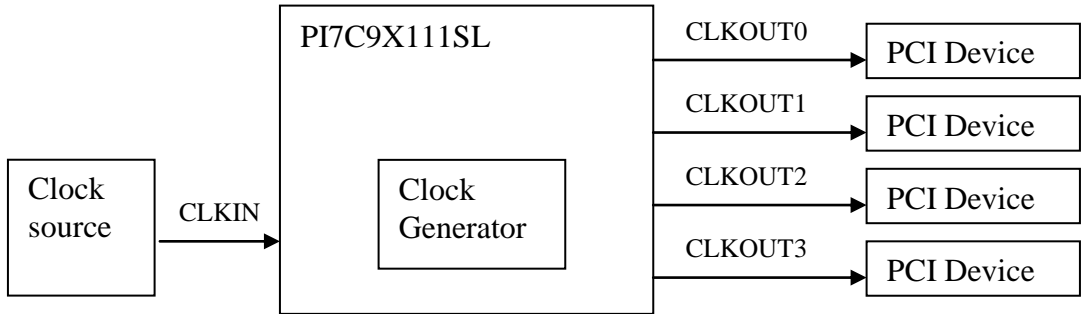 PI7C9X111SL
CLKOUT0
PCI Device
CLKOUT1
PCI Device
Clock
source
CLKIN
Clock
Generator
CLKOUT2
PCI Device
CLKOUT3
PCI Device